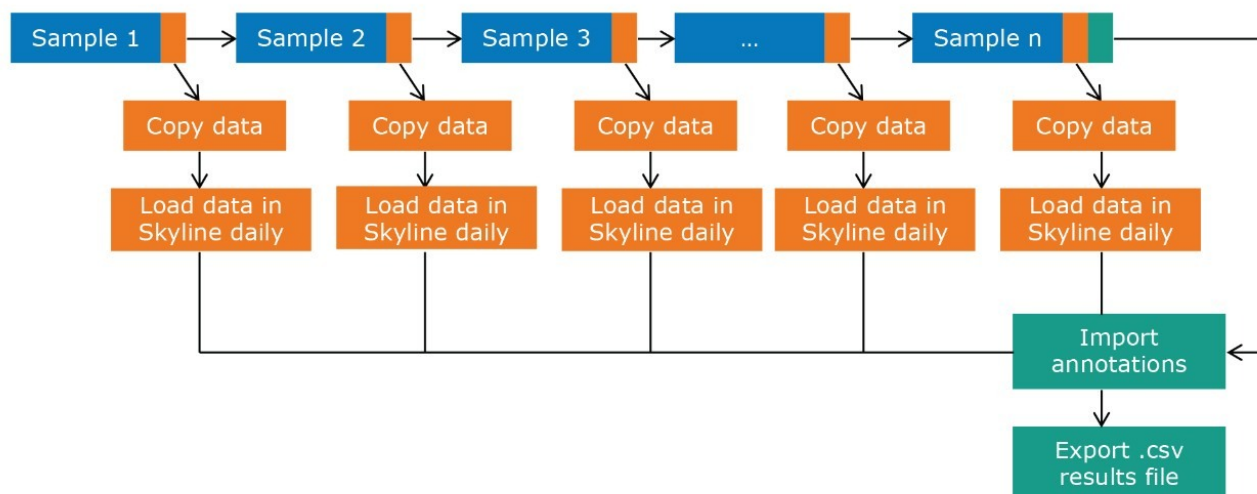 Sample 1
Sample 2
Sample 3
...
Sample n
Copy data
Copy data
Copy data
Copy data
Copy data
Load data in
Skyline daily
Load data in
Skyline daily
Load data in
Skyline daily
Load data in
Skyline daily
Load data in
Skyline daily
Import
annotations
Export .csv
results file